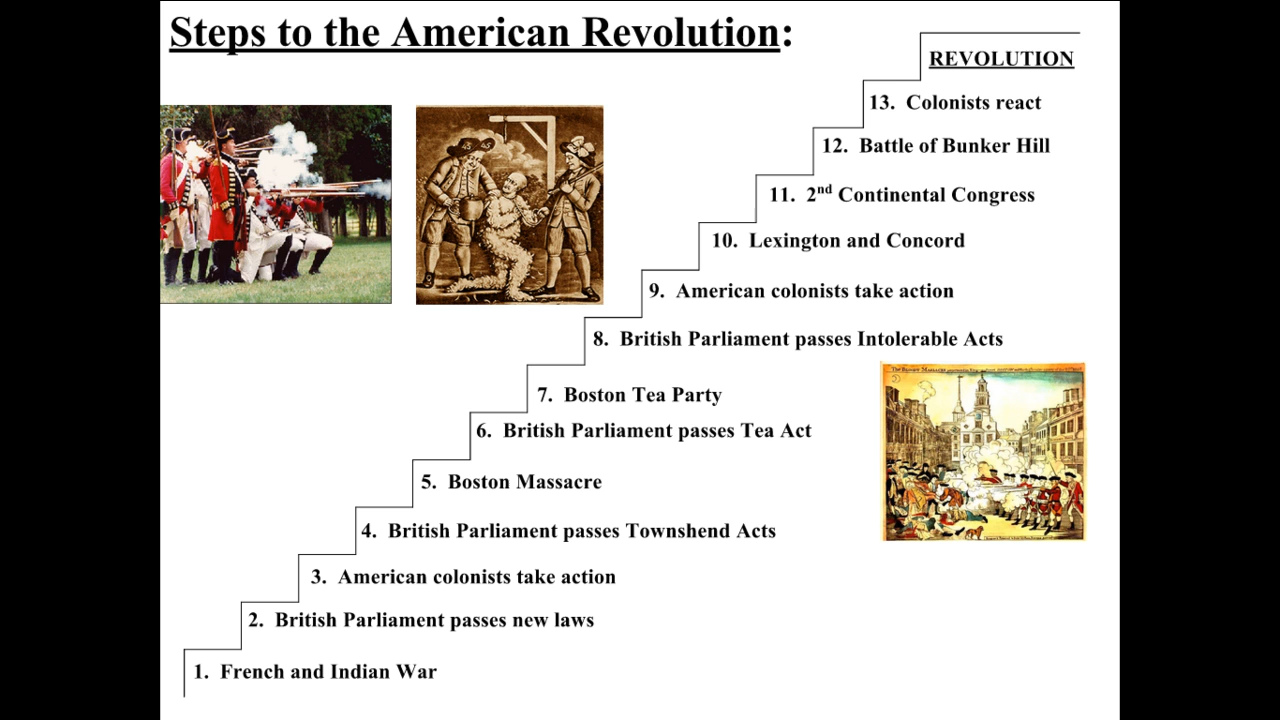 Steps to the American Revolution:
REVOLUTION
13. Colonists react
12. Battle of Bunker Hill
11. 2nd Continental Congress
10. Lexington and Concord
9. American colonists take action
8. British Parliament passes Intolerable Acts
7. Boston Tea Party
6. British Parliament passes Tea Act
5. Boston Massacre
4. British Parliament passes Townshend Acts
3. American colonists take action
2. British Parliament passes new laws
1. French and Indian War